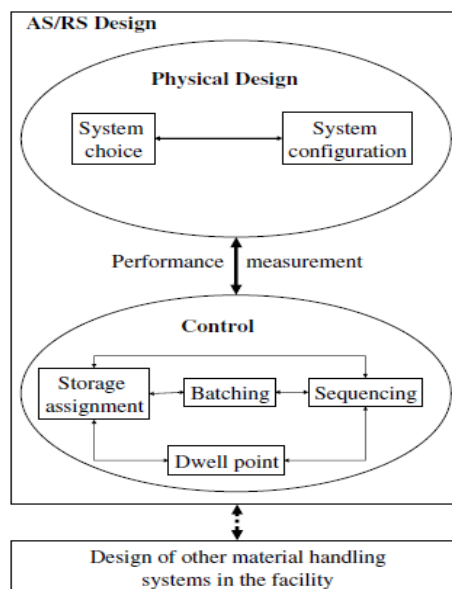 AS/RS Design
Physical Design
System
choice
System
configuration
Performance measurement
Control
Storage
assignment
Batching
Sequencing
Dwell point
Design of other material handling
systems in the facility